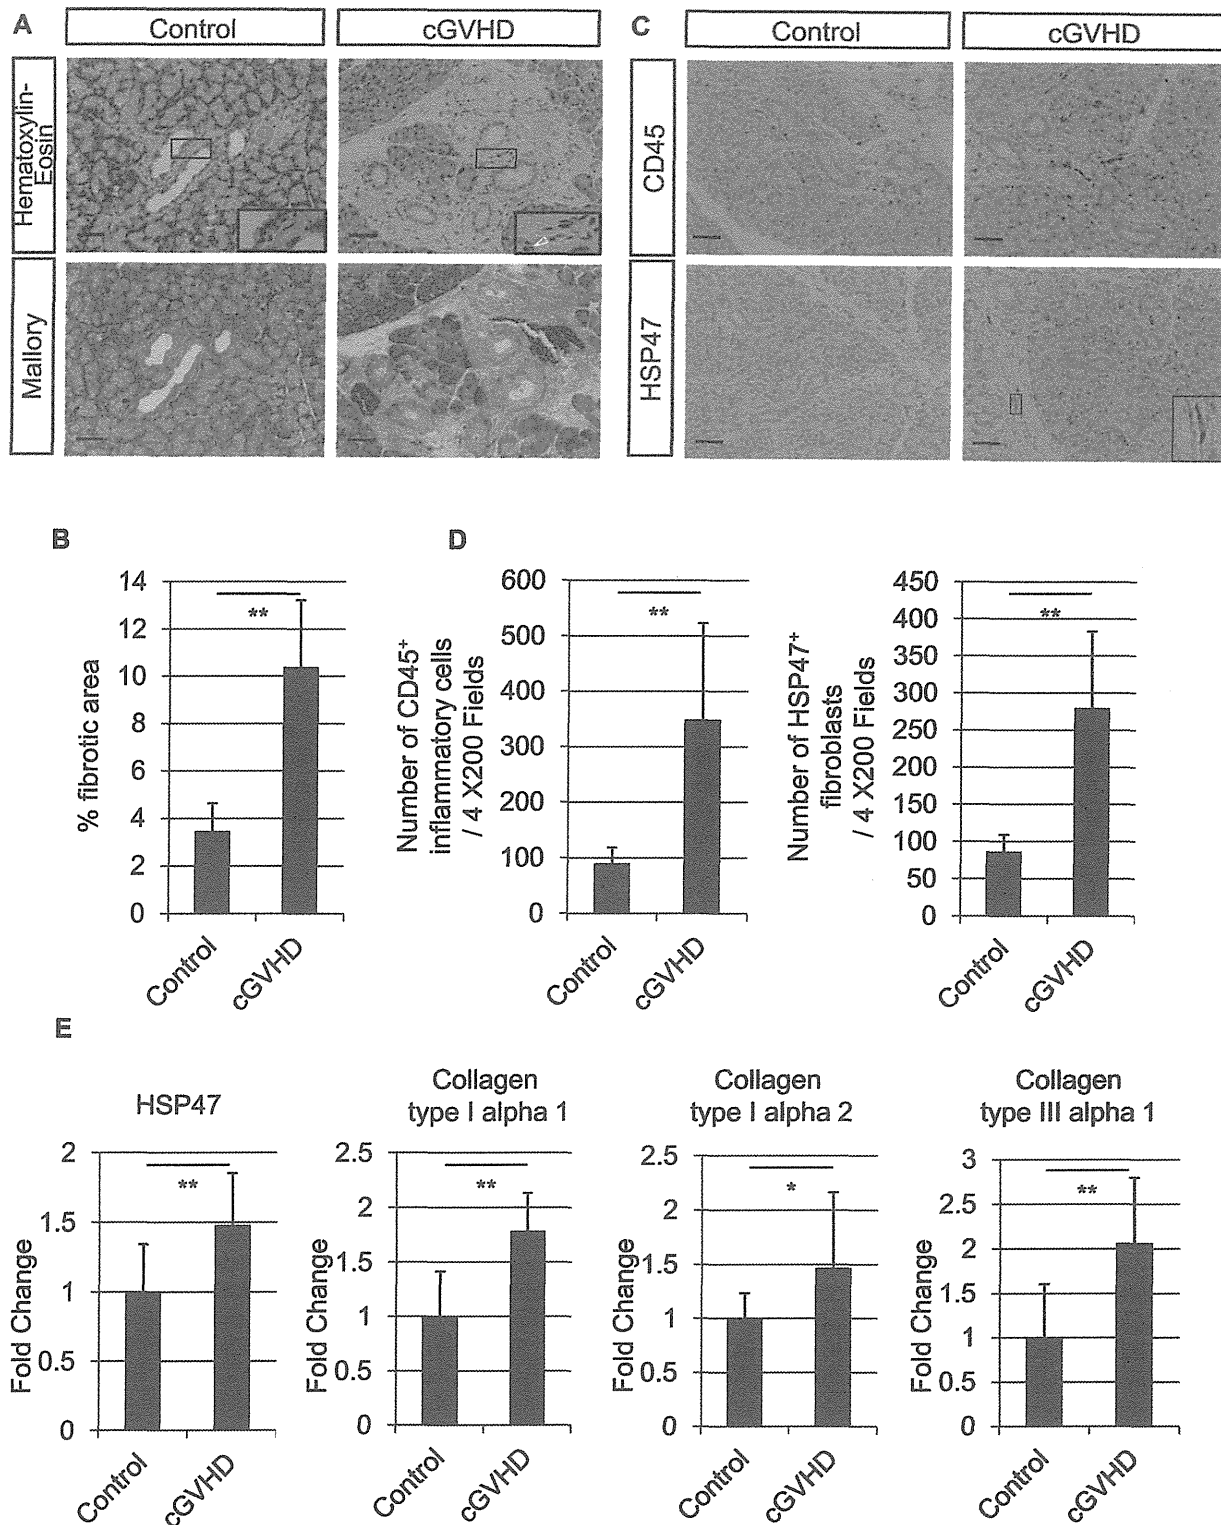 A
Control
cGVHD
C
Control
cGVHD
Hematoxylin-
Eosin
Mallory
CD45
HSP47
B
% fibrotic area
14
12
10
8
6
4
2
0
**
Control
cGVHD
D
Number of CD45+
inflammatory cells
/ 4 X200 Fields
600
500
400
300
200
100
0
**
Control
cGVHD
Number of HSP47+
fibroblasts
/ 4 X200 Fields
450
400
350
300
250
200
150
100
50
0
**
Control
cGVHD
E
HSP47
Fold Change
2
1.5
1
0.5
0
**
Control
cGVHD
Collagen
type I alpha 1
Fold Change
2.5
2
1.5
1
0.5
0
**
Control
cGVHD
Collagen
type I alpha 2
Fold Change
2.5
2
1.5
1
0.5
0
*
Control
cGVHD
Collagen
type III alpha 1
Fold Change
3
2.5
2
1.5
1
0.5
0
**
Control
cGVHD